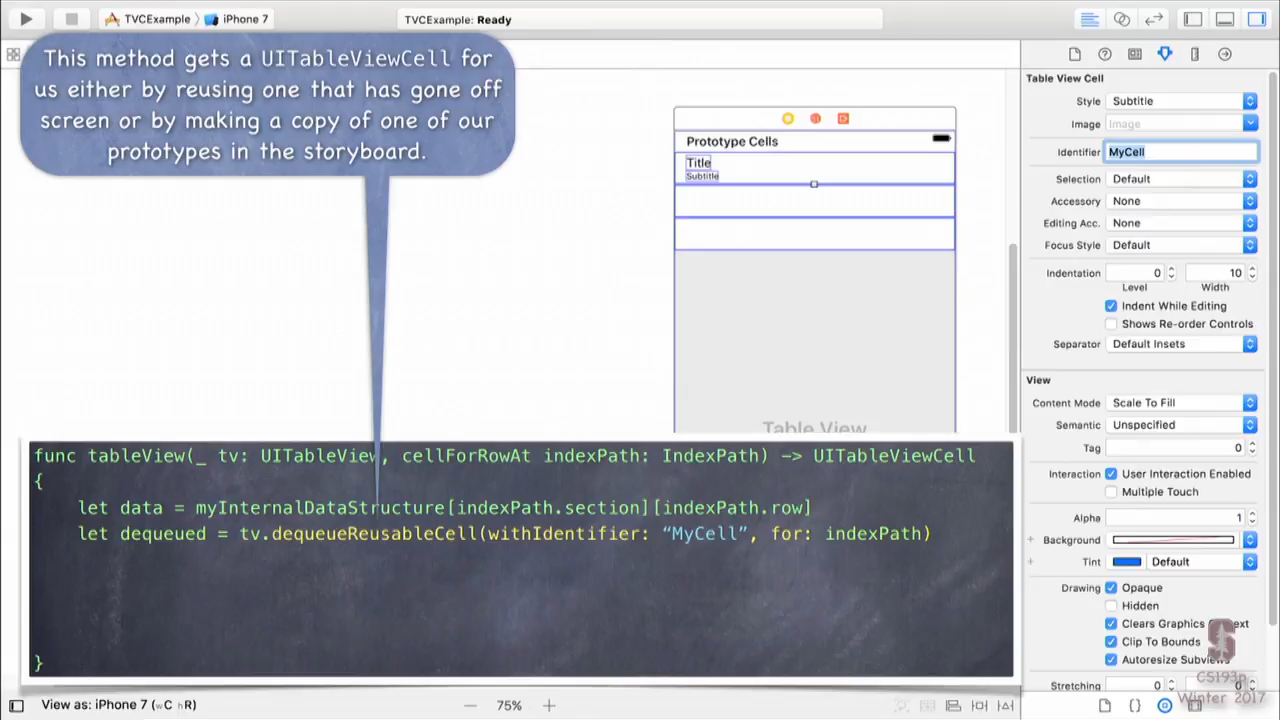 TVCExample
iPhone 7
TVCExample: Ready
This method gets a UITableViewCell for
us either by reusing one that has gone off
screen or by making a copy of one of our
prototypes in the storyboard.
Prototype Cells
Title
Subtitle
Table View
func tableView(_ tv: UITableView, cellForRowAt indexPath: IndexPath) -> UITableViewCell
{
let data = myInternalDataStructure[indexPath.section][indexPath.row]
let dequeued = tv.dequeueReusableCell(withIdentifier: “MyCell”, for: indexPath)
}
View as: iPhone 7 (wC hR)
75%
Table View Cell
Style Subtitle
Image Image
Identifier MyCell
Selection Default
Accessory None
Editing Acc. None
Focus Style Default
Indentation 0 10
Level Width
Indent While Editing
Shows Re-order Controls
Separator Default Insets
View
Content Mode Scale To Fill
Semantic Unspecified
Tag 0
Interaction User Interaction Enabled
Multiple Touch
Alpha 1
Background
Tint Default
Drawing Opaque
Hidden
Clears Graphics
Clip To Bounds
Autoresize
Stretching 0 0
CS193p
Winter 2017